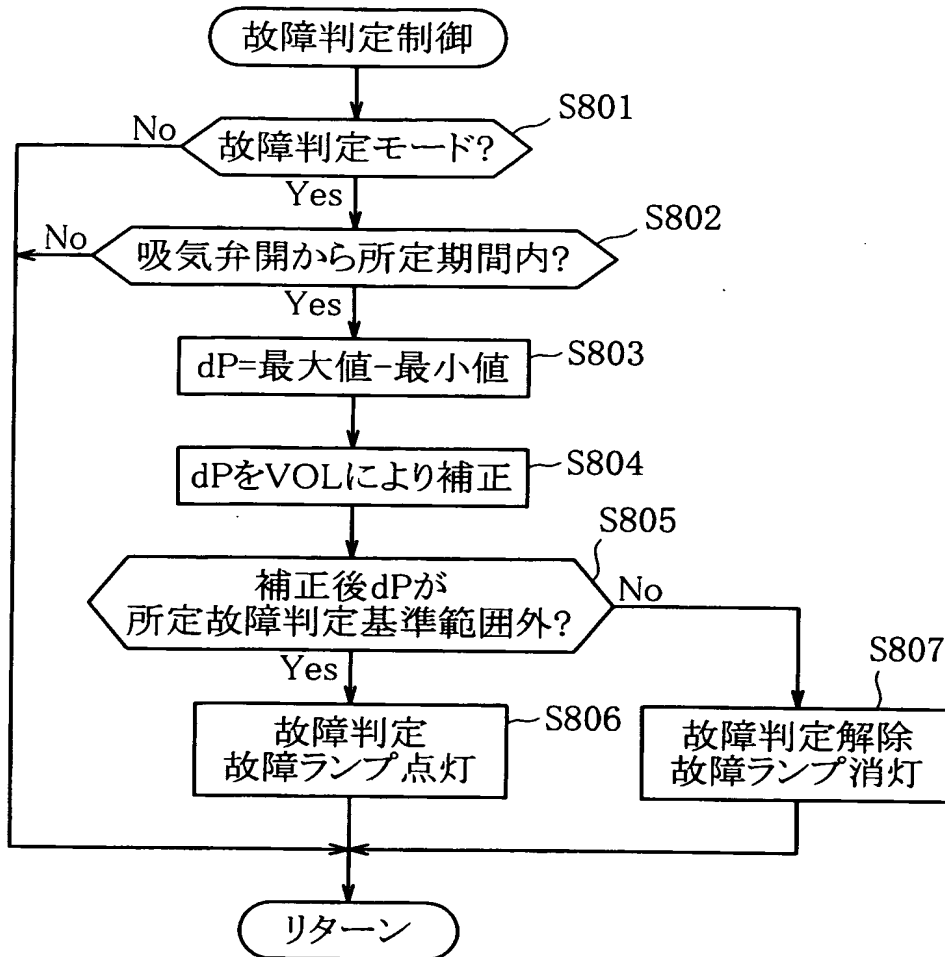 故障判定制御
S801
No
故障判定モード?
Yes
S802
No
吸気弁開から所定期間内?
Yes
S803
dP=最大値-最小値
S804
dPをVOLにより補正
S805
補正後dPが
所定故障判定基準範囲外?
No
Yes
S806
故障判定
故障ランプ点灯
S807
故障判定解除
故障ランプ消灯
リターン